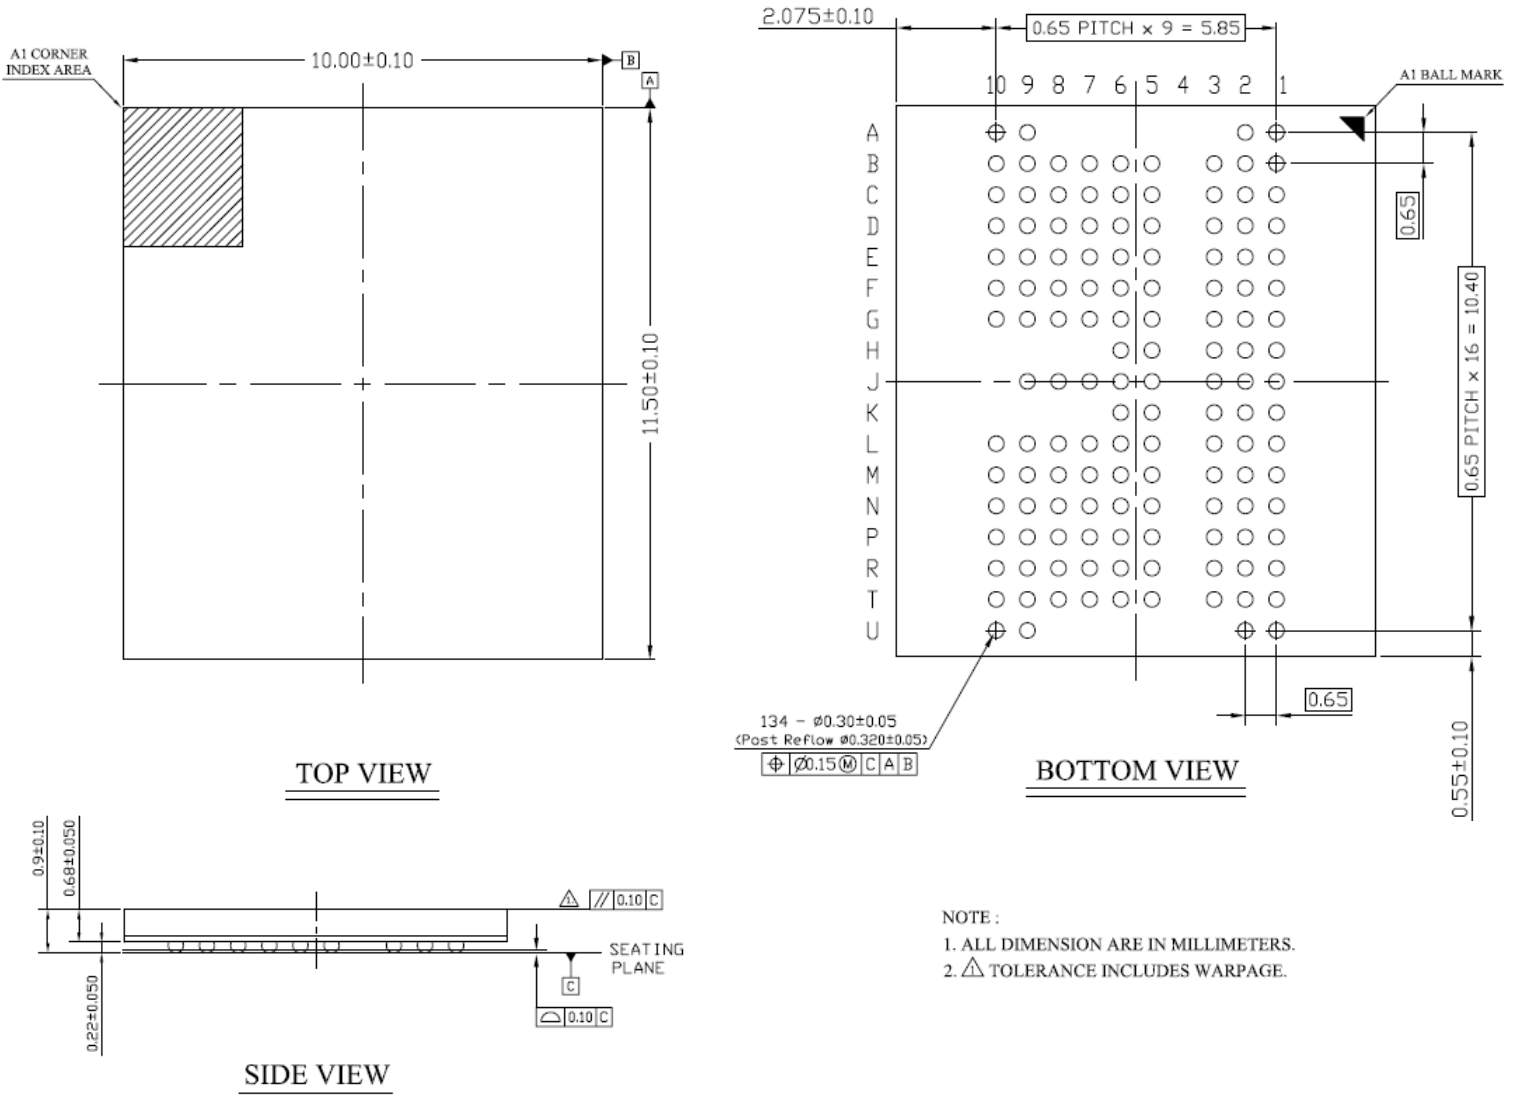 A1 CORNER
INDEX AREA
10.00±0.10
B
A
11.50±0.10
TOP VIEW
2.075±0.10
0.65 PITCH x 9 = 5.85
10 9 8 7 6 5 4 3 2 1
A1 BALL MARK
A
B
C
D
E
F
G
H
J
K
L
M
N
P
R
T
U
0.65
0.65 PITCH x 16 = 10.40
0.65
0.55±0.10
134 - Ø0.30±0.05
(Post Reflow Ø0.320±0.05)
⌖ Ø0.15 Ⓜ C A B
BOTTOM VIEW
0.9±0.10
0.68±0.050
0.22±0.050
1 // 0.10 C
SEATING
PLANE
C
⌓ 0.10 C
SIDE VIEW
NOTE :
1. ALL DIMENSION ARE IN MILLIMETERS.
2. 1 TOLERANCE INCLUDES WARPAGE.